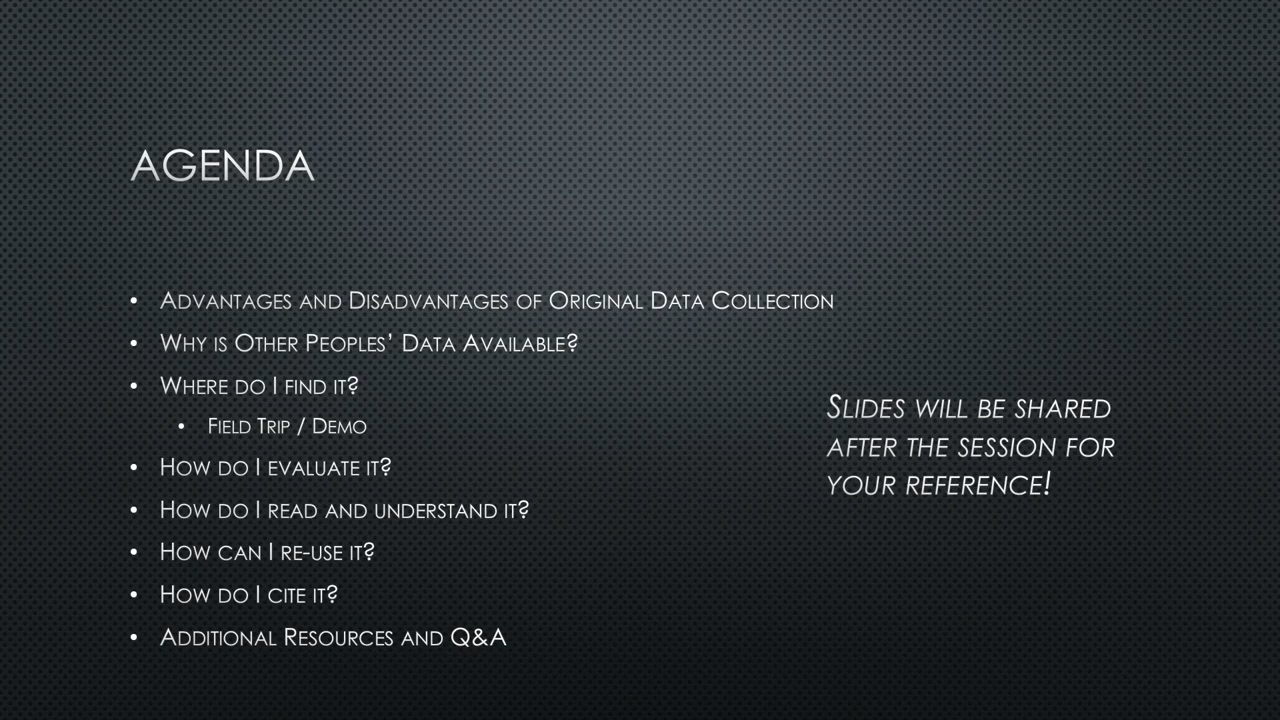 AGENDA
• Advantages and Disadvantages of Original Data Collection
• Why is Other Peoples' Data Available?
• Where do I find it?
• Field Trip / Demo
• How do I evaluate it?
• How do I read and understand it?
• How can I re-use it?
• How do I cite it?
• Additional Resources and Q&A
Slides will be shared
after the session for
your reference!